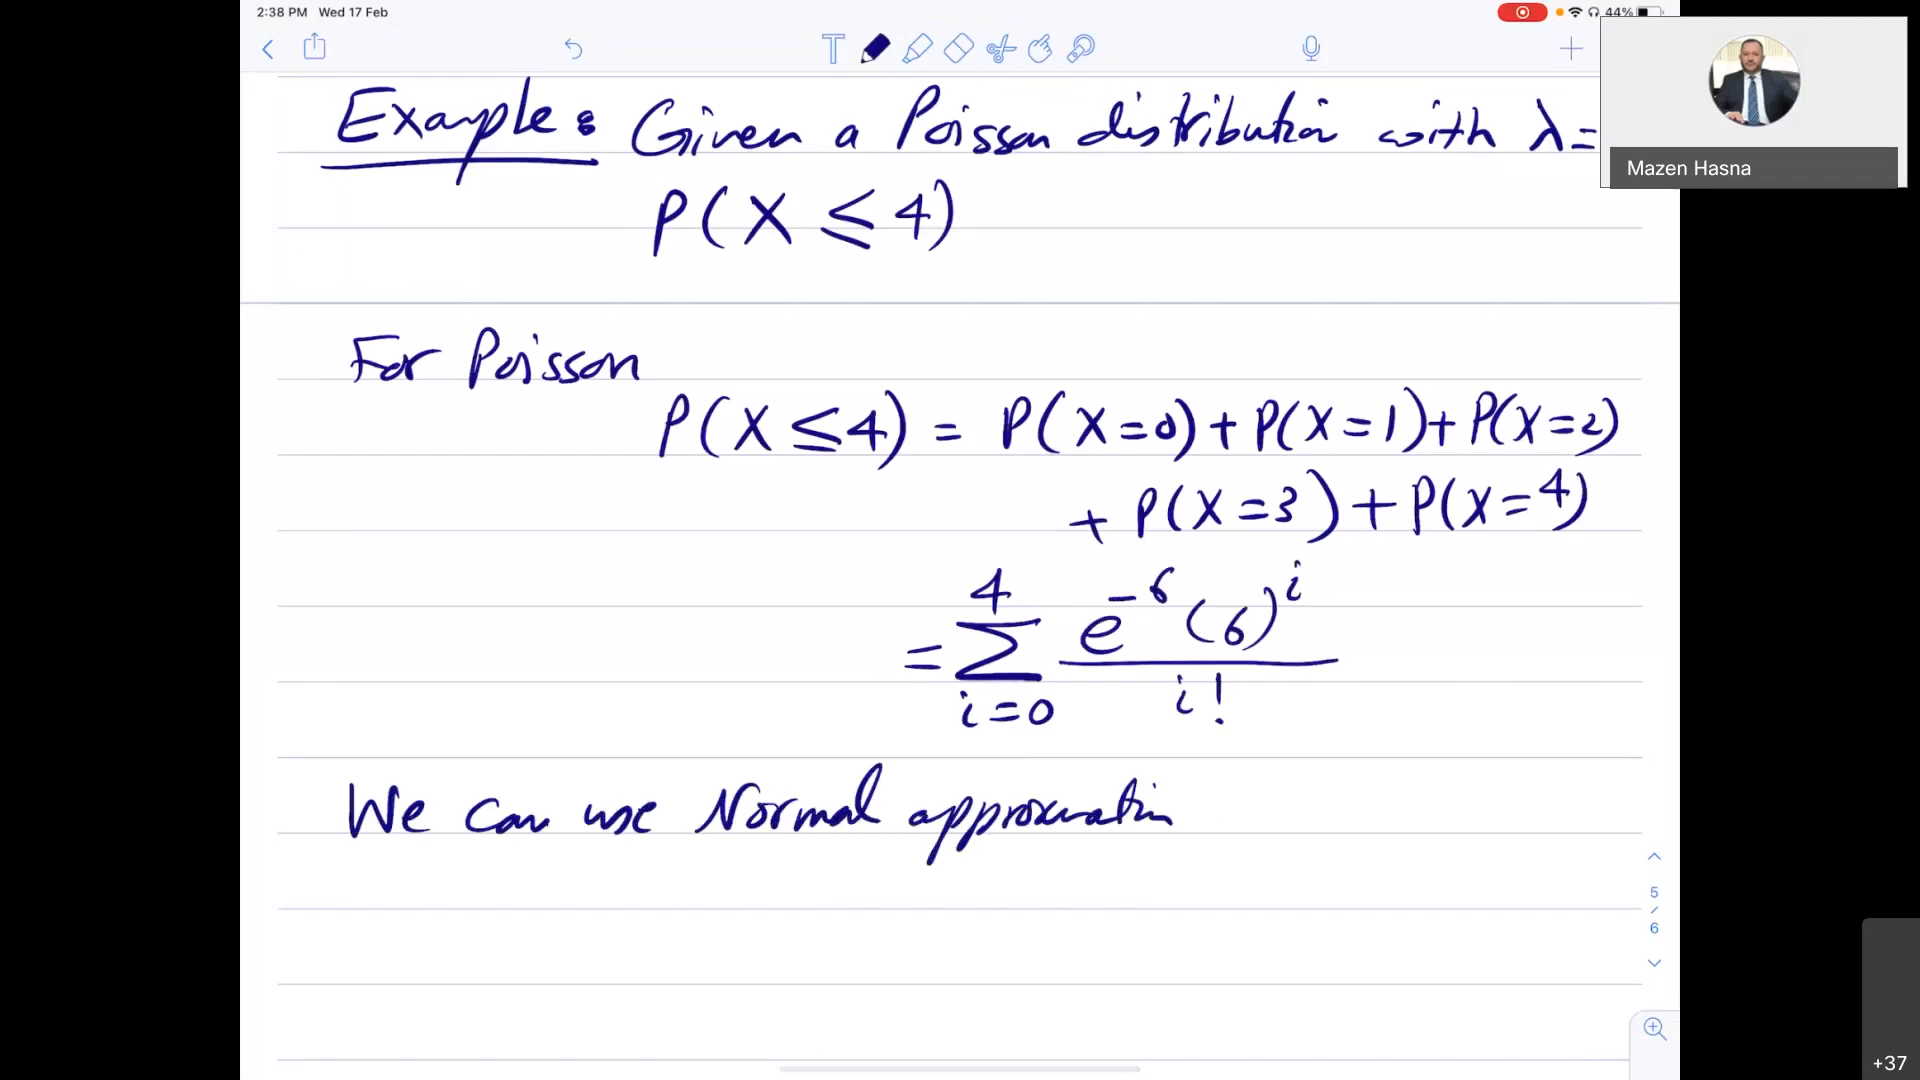 2:38 PM Wed 17 Feb
44%
Mazen Hasna
Example: Given a Poisson distribution with λ=
P(X ≤ 4)
For Poisson
P(X ≤ 4) = P(X=0) + P(X=1) + P(X=2)
+ P(X=3) + P(X=4)
= 4 Σ i=0 e^-6 (6)^i / i!
We can use Normal approximation
5
/
6
+37